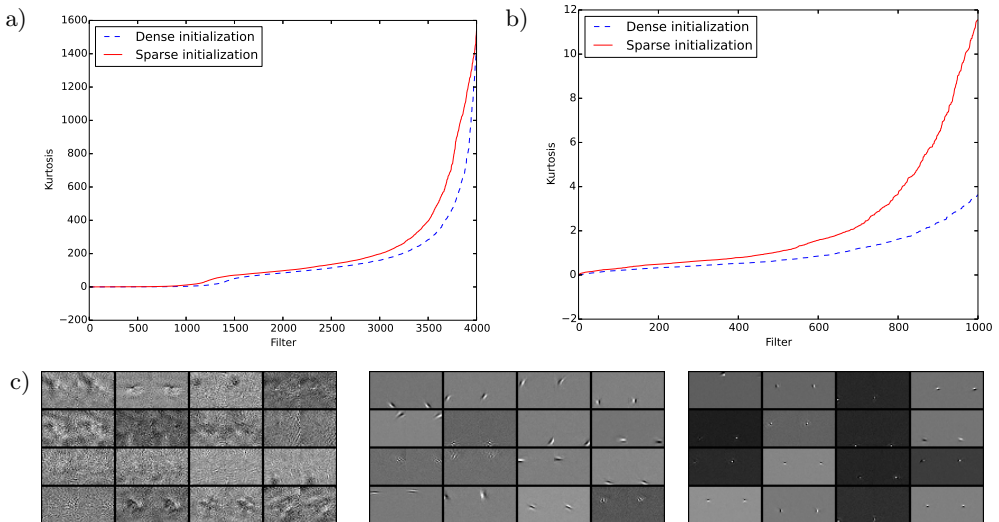 a)
Dense initialization
Sparse initialization
1600
1400
1200
1000
800
600
400
200
0
−200
Kurtosis
0 500 1000 1500 2000 2500 3000 3500 4000
Filter
b)
Dense initialization
Sparse initialization
12
10
8
6
4
2
0
−2
Kurtosis
0 200 400 600 800 1000
Filter
c)